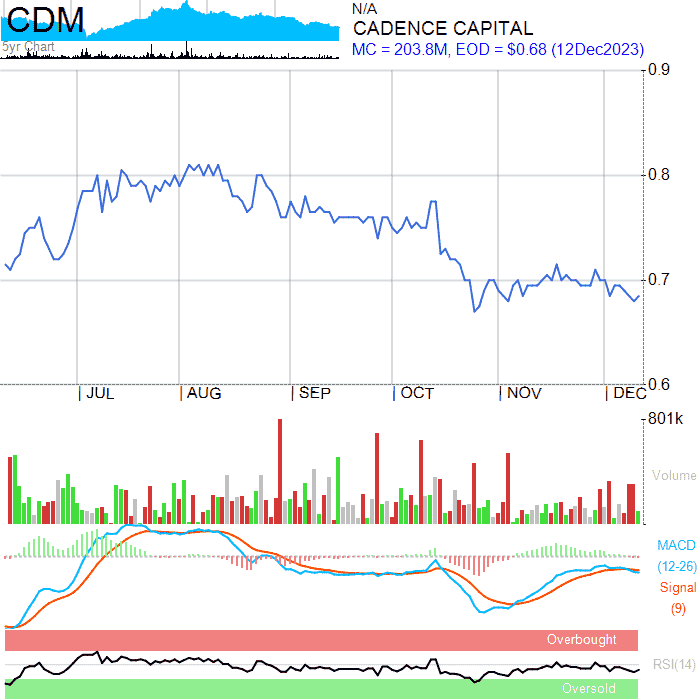 CDM
5yr Chart
N/A
CADENCE CAPITAL
MC = 203.8M, EOD = $0.68 (12Dec2023)
0.9
0.8
0.7
0.6
| JUL | AUG | SEP | OCT | NOV | DEC
801k
Volume
MACD
(12-26)
Signal
(9)
Overbought
RSI(14)
Oversold